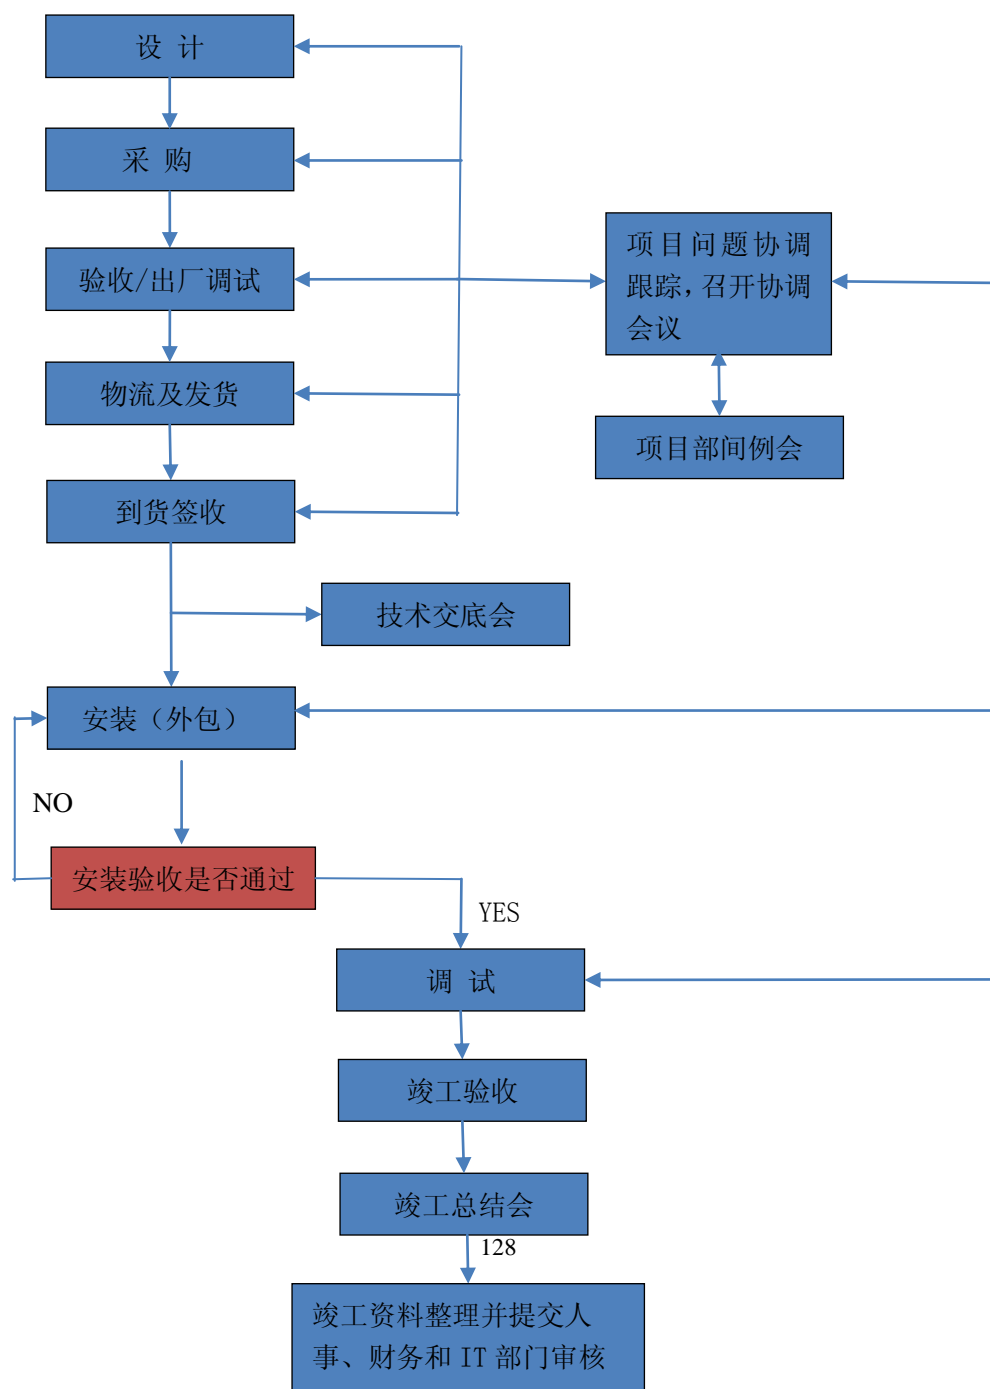 设 计
采 购
验收/出厂调试
项目问题协调
跟踪，召开协调
会议
物流及发货
项目部间例会
到货签收
技术交底会
安装（外包）
NO
安装验收是否通过
YES
调 试
竣工验收
竣工总结会
128
竣工资料整理并提交人
事、财务和 IT 部门审核